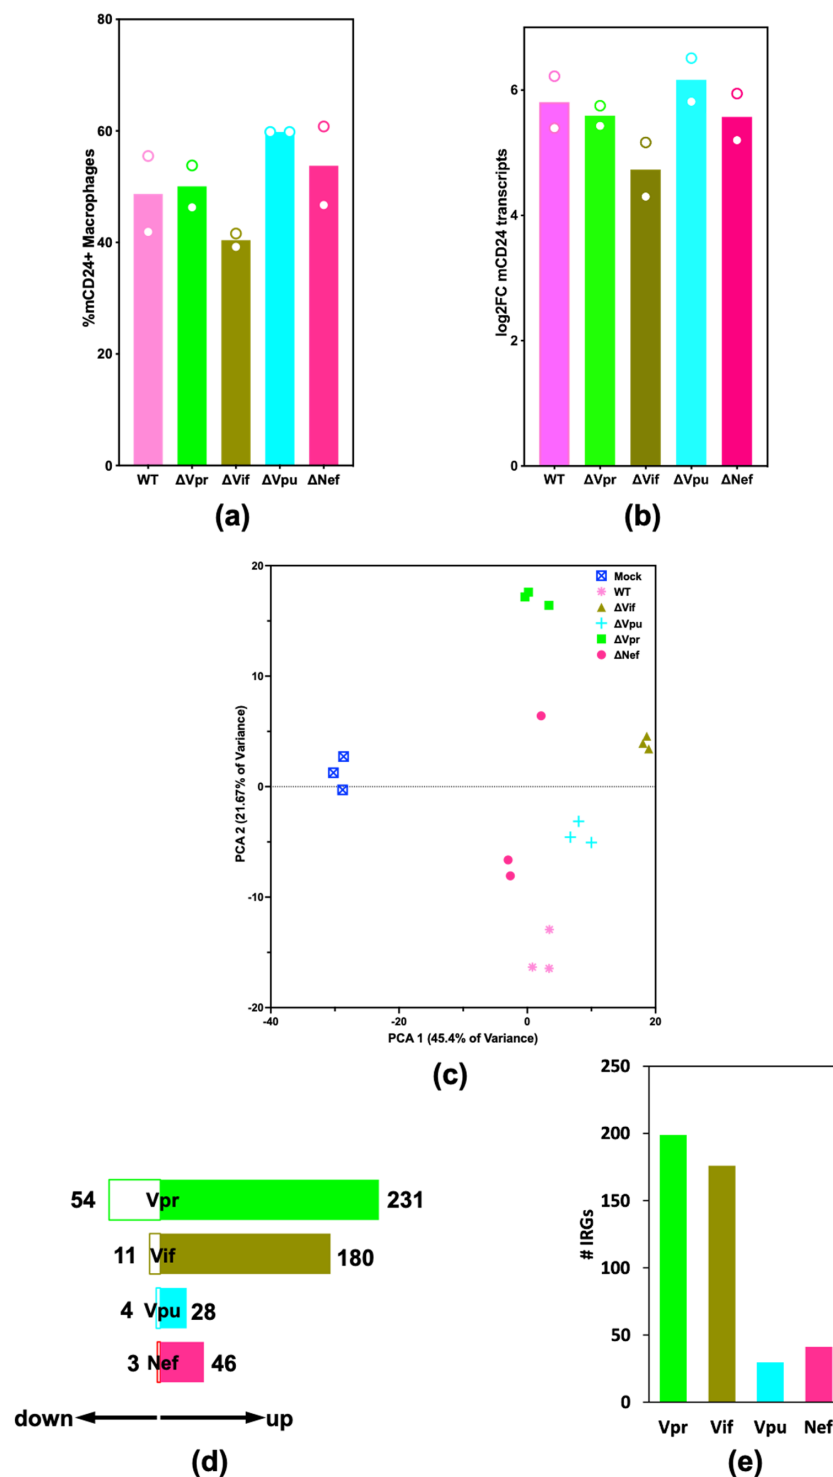 80
60
40
20
0
%mCD24+ Macrophages
WT ΔVpr ΔVif ΔVpu ΔNef
(a)
6
4
2
0
log2FC mCD24 transcripts
WT ΔVpr ΔVif ΔVpu ΔNef
(b)
20
10
0
-10
-20
PCA 2 (21.67% of Variance)
Mock
WT
ΔVif
ΔVpu
ΔVpr
ΔNef
-40 -20 0 20
PCA 1 (45.4% of Variance)
(c)
54 Vpr 231
11 Vif 180
4 Vpu 28
3 Nef 46
down up
(d)
250
200
150
100
50
0
# IRGs
Vpr Vif Vpu Nef
(e)